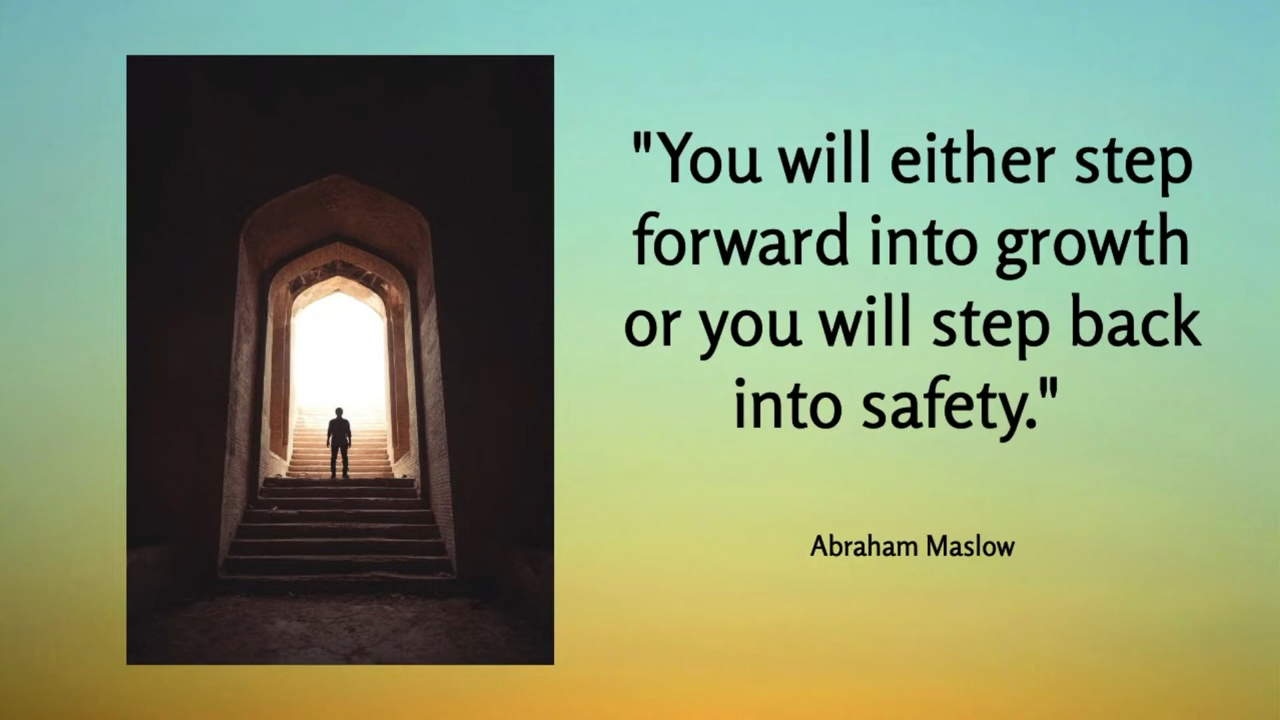 "You will either step
forward into growth
or you will step back
into safety."
Abraham Maslow